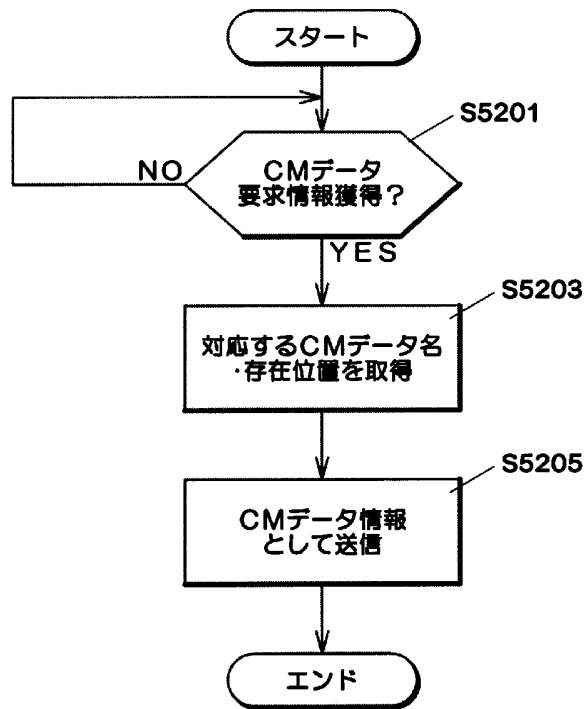 スタート
S5201
CMデータ
要求情報獲得？
NO
YES
S5203
対応するCMデータ名
・存在位置を取得
S5205
CMデータ情報
として送信
エンド